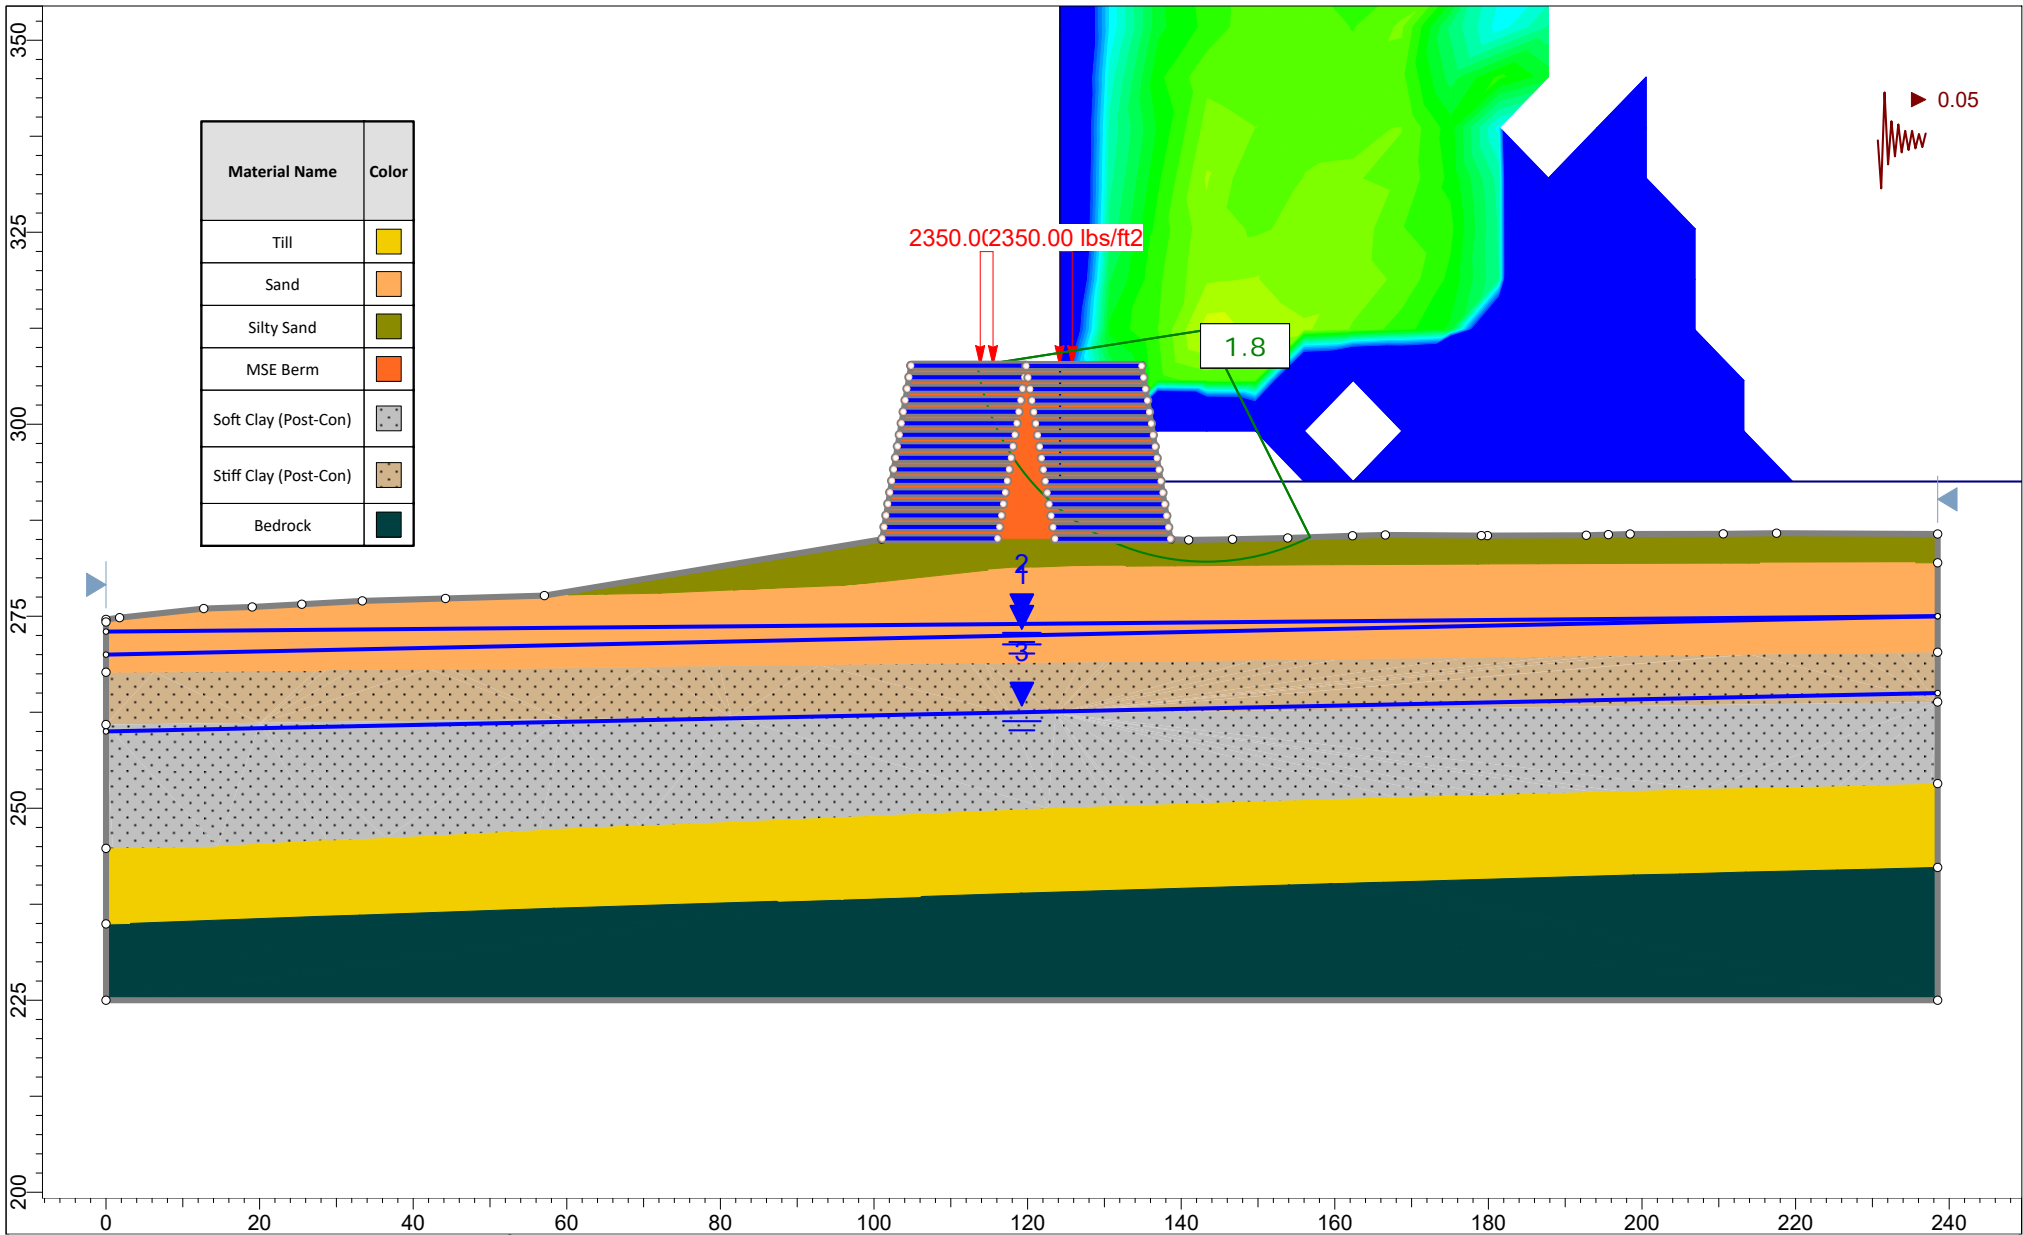 350
325
300
275
250
225
200
0 20 40 60 80 100 120 140 160 180 200 220 240
Material Name Color
Till
Sand
Silty Sand
MSE Berm
Soft Clay (Post-Con)
Stiff Clay (Post-Con)
Bedrock
2350.0
2350.00 lbs/ft2
1.8
0.05
2
3